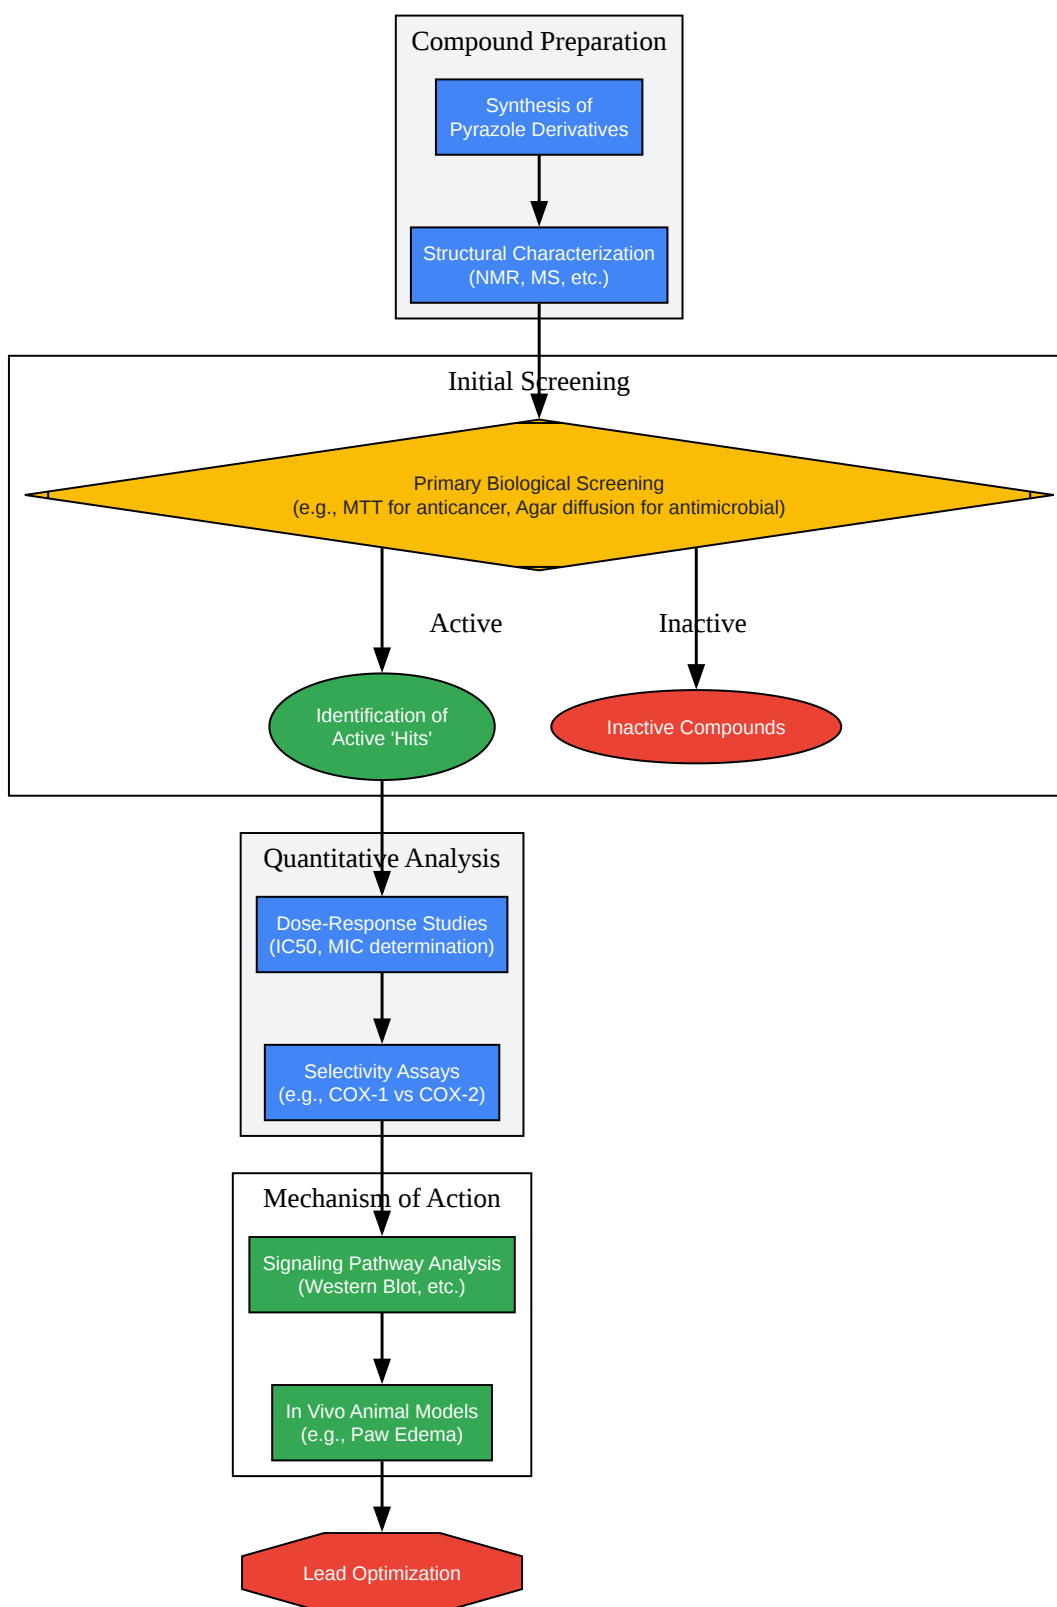 Compound Preparation
Synthesis of
Pyrazole Derivatives
Structural Characterization
(NMR, MS, etc.)
Initial Screening
Primary Biological Screening
(e.g., MTT for anticancer, Agar diffusion for antimicrobial)
Active
Inactive
Identification of
Active 'Hits'
Inactive Compounds
Quantitative Analysis
Dose-Response Studies
(IC50, MIC determination)
Selectivity Assays
(e.g., COX-1 vs COX-2)
Mechanism of Action
Signaling Pathway Analysis
(Western Blot, etc.)
In Vivo Animal Models
(e.g., Paw Edema)
Lead Optimization